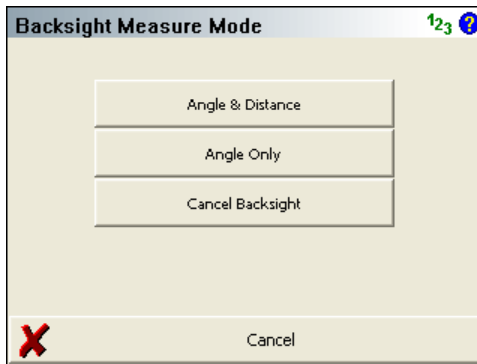 Backsight Measure Mode 123 ?
Angle & Distance
Angle Only
Cancel Backsight
Cancel